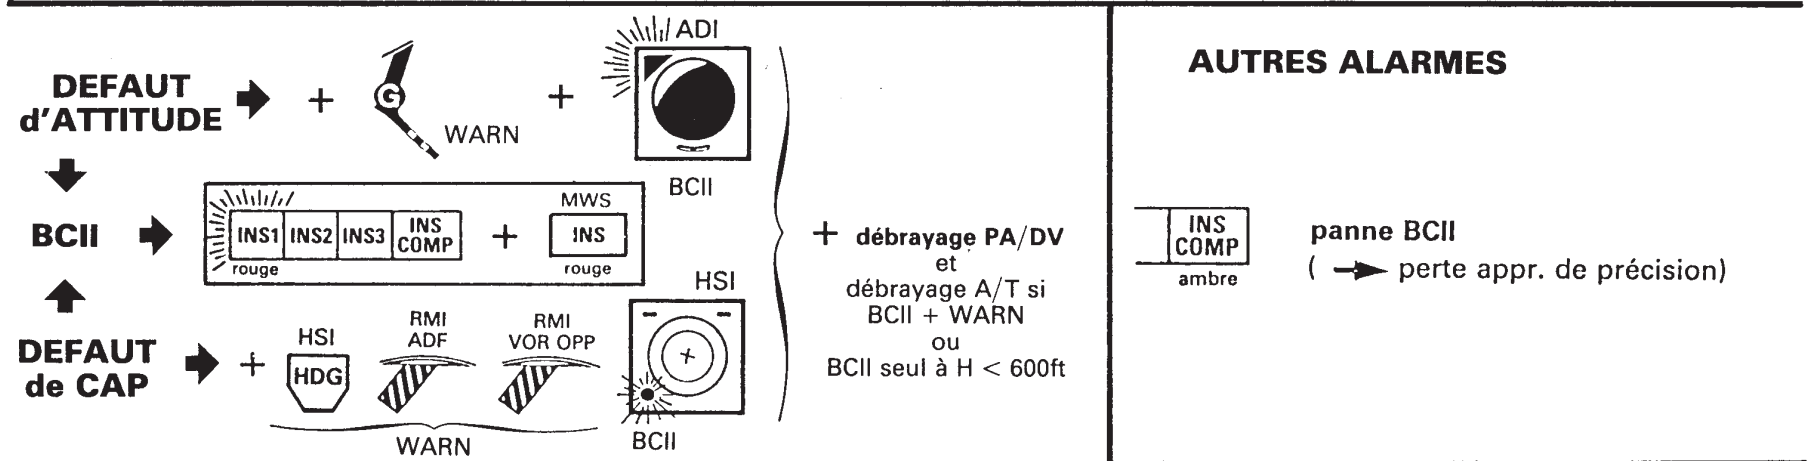 DEFAUT
d'ATTITUDE
+
G
WARN
+
ADI
BCII
BCII
INS1 INS2 INS3 INS
COMP
rouge
+
MWS
INS
rouge
DEFAUT
de CAP
+
HSI
HDG
RMI
ADF
RMI
VOR OPP
WARN
HSI
BCII
+ débrayage PA/DV
et
débrayage A/T si
BCII + WARN
ou
BCII seul à H < 600ft
AUTRES ALARMES
INS
COMP
ambre
panne BCII
( → perte appr. de précision)